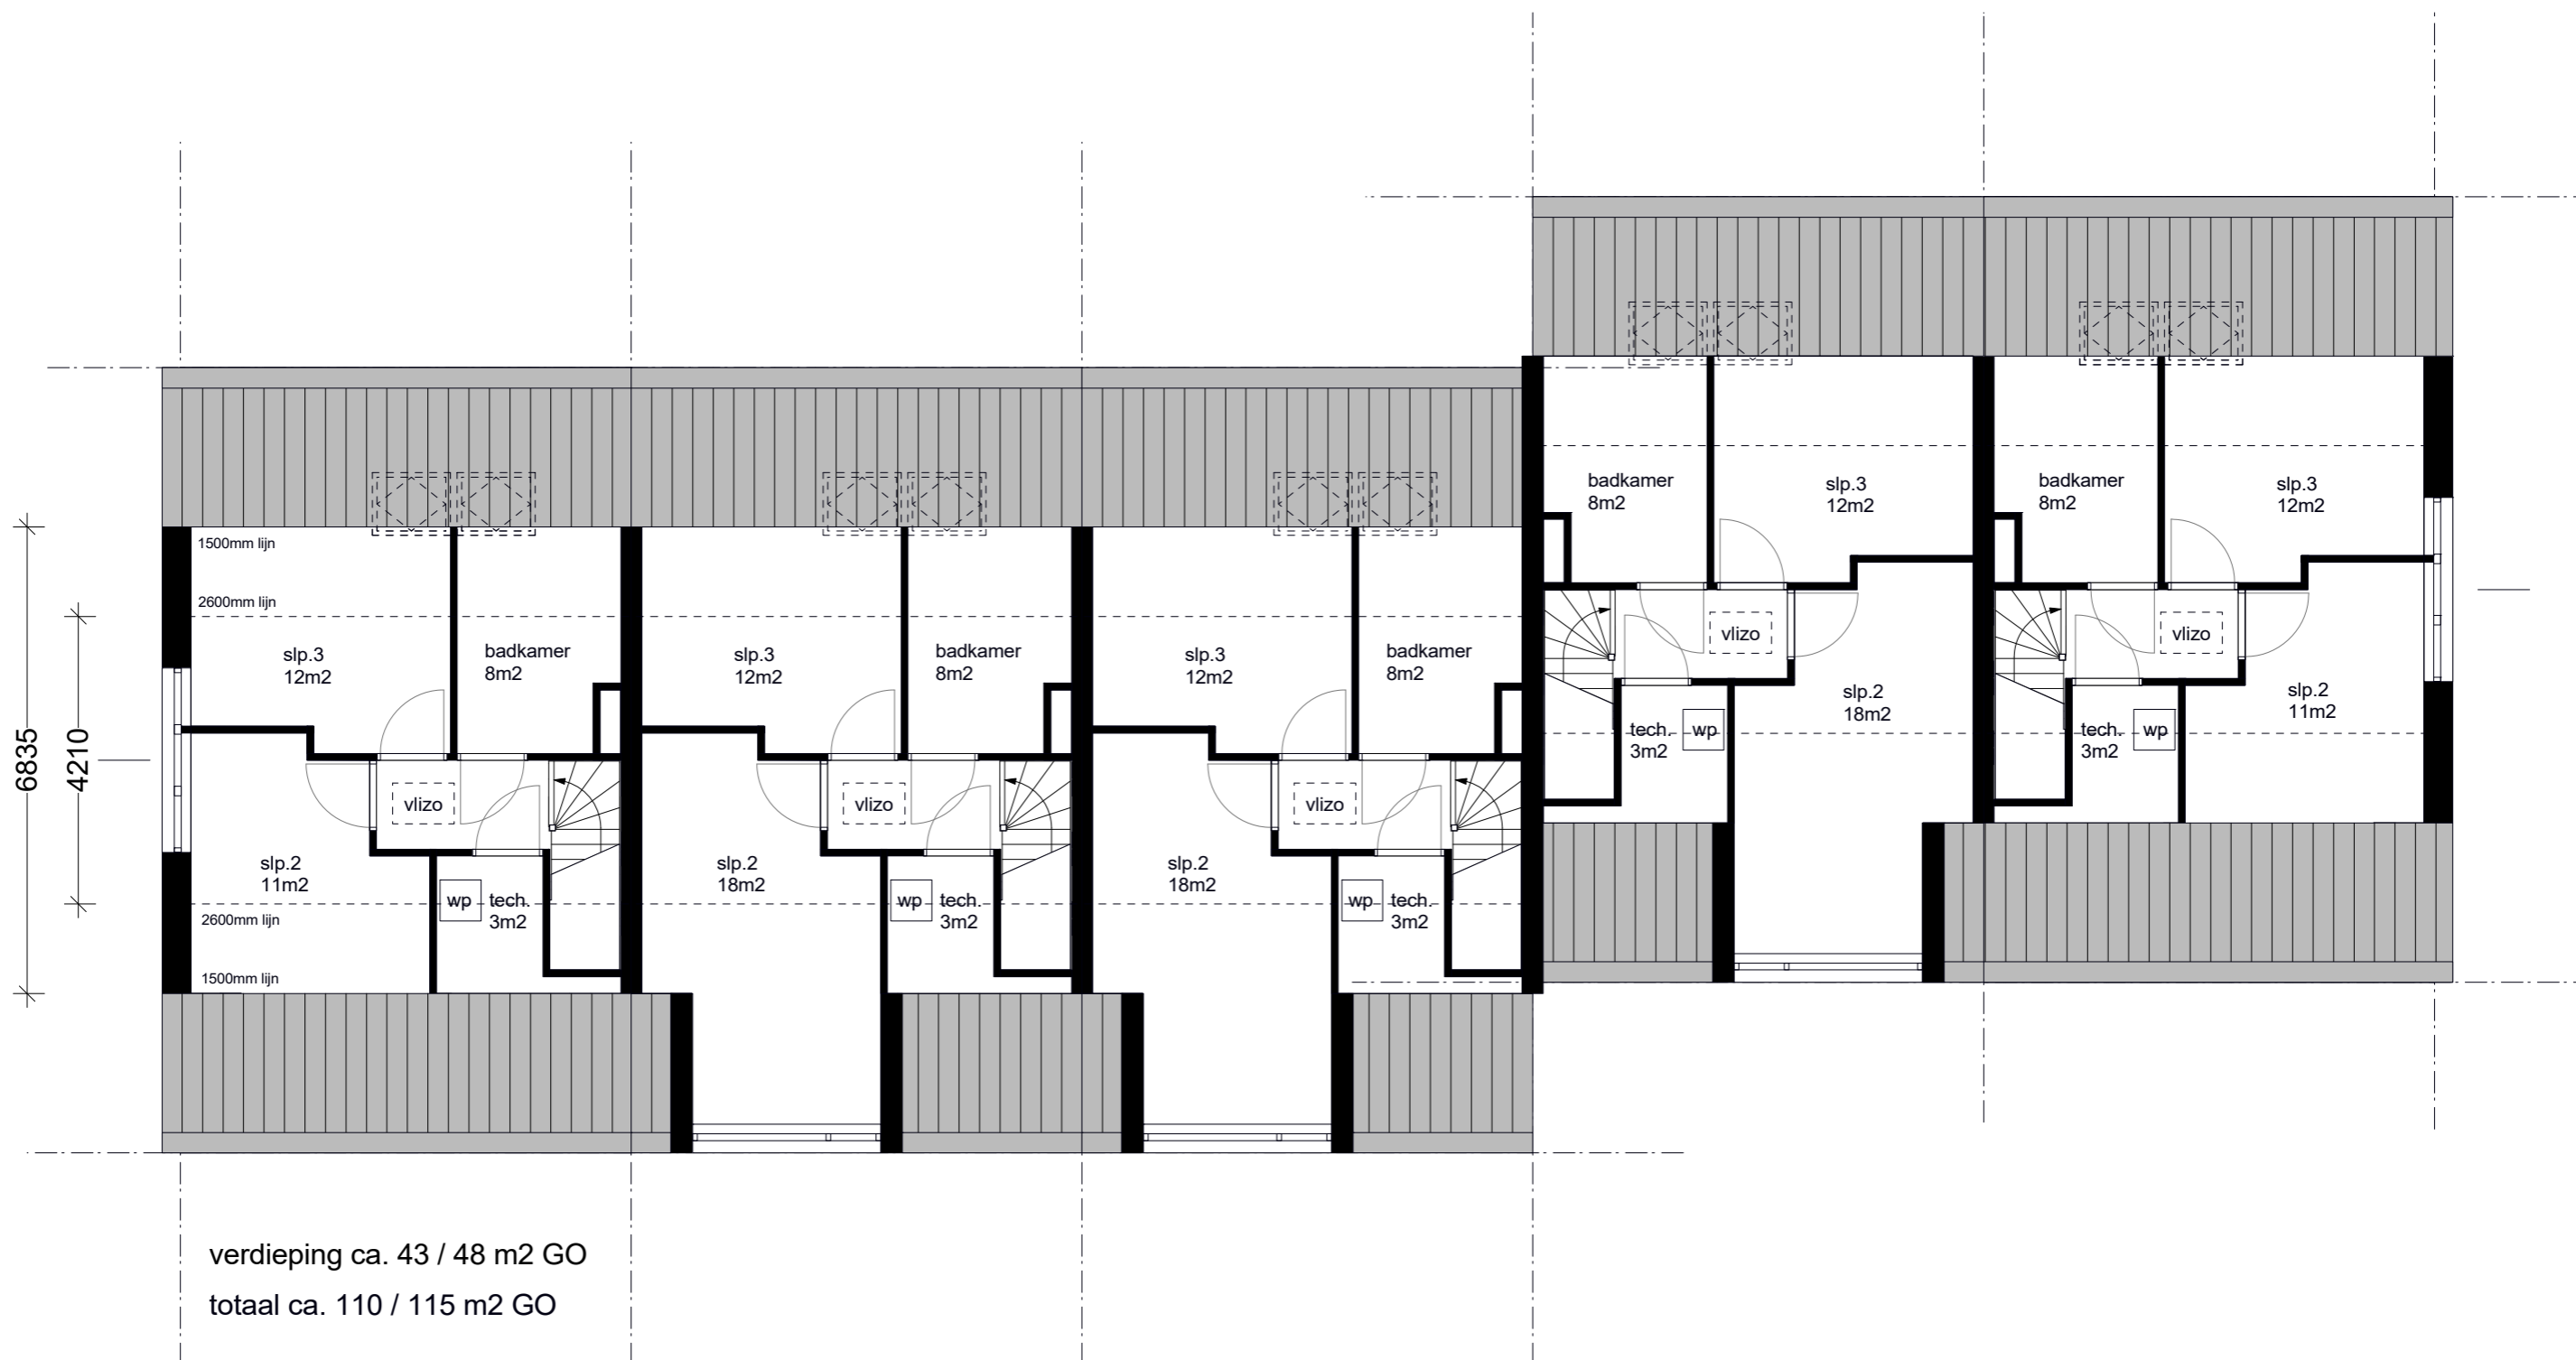 badkamer
8m2
slp.3
12m2
badkamer
8m2
slp.3
12m2
1500mm lijn
2600mm lijn
slp.3
12m2
badkamer
8m2
slp.3
12m2
badkamer
8m2
slp.3
12m2
badkamer
8m2
vlizo
vlizo
slp.2
18m2
slp.2
11m2
tech.
3m2
wp
tech.
3m2
wp
6835
4210
vlizo
vlizo
vlizo
slp.2
11m2
slp.2
18m2
slp.2
18m2
wp
tech.
3m2
wp
tech.
3m2
wp
tech.
3m2
2600mm lijn
1500mm lijn
verdieping ca. 43 / 48 m2 GO
totaal ca. 110 / 115 m2 GO